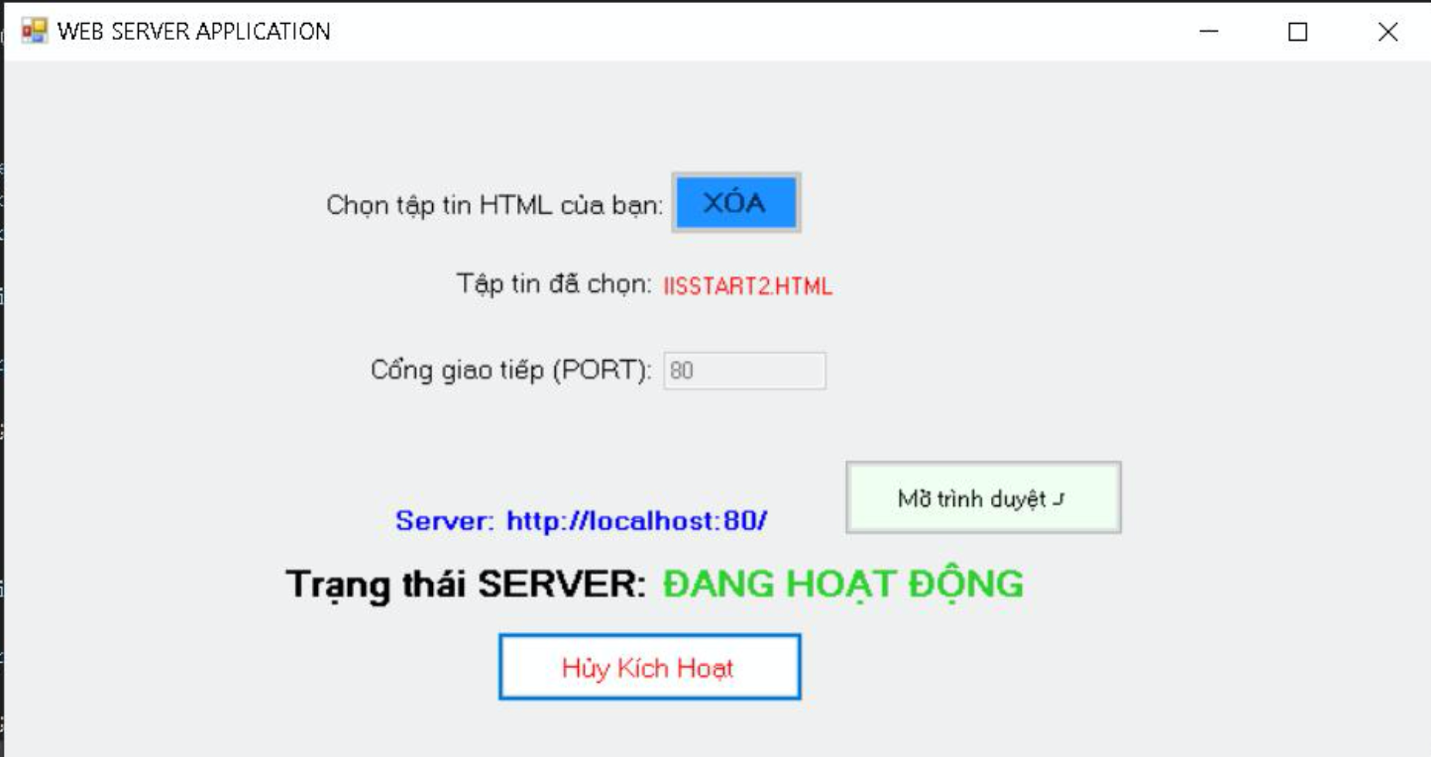 WEB SERVER APPLICATION
Chọn tập tin HTML của bạn: XÓA
Tập tin đã chọn: IISSTART2.HTML
Cổng giao tiếp (PORT): 80
Mở trình duyệt
Server: http://localhost:80/
Trạng thái SERVER: ĐANG HOẠT ĐỘNG
Hủy Kích Hoạt